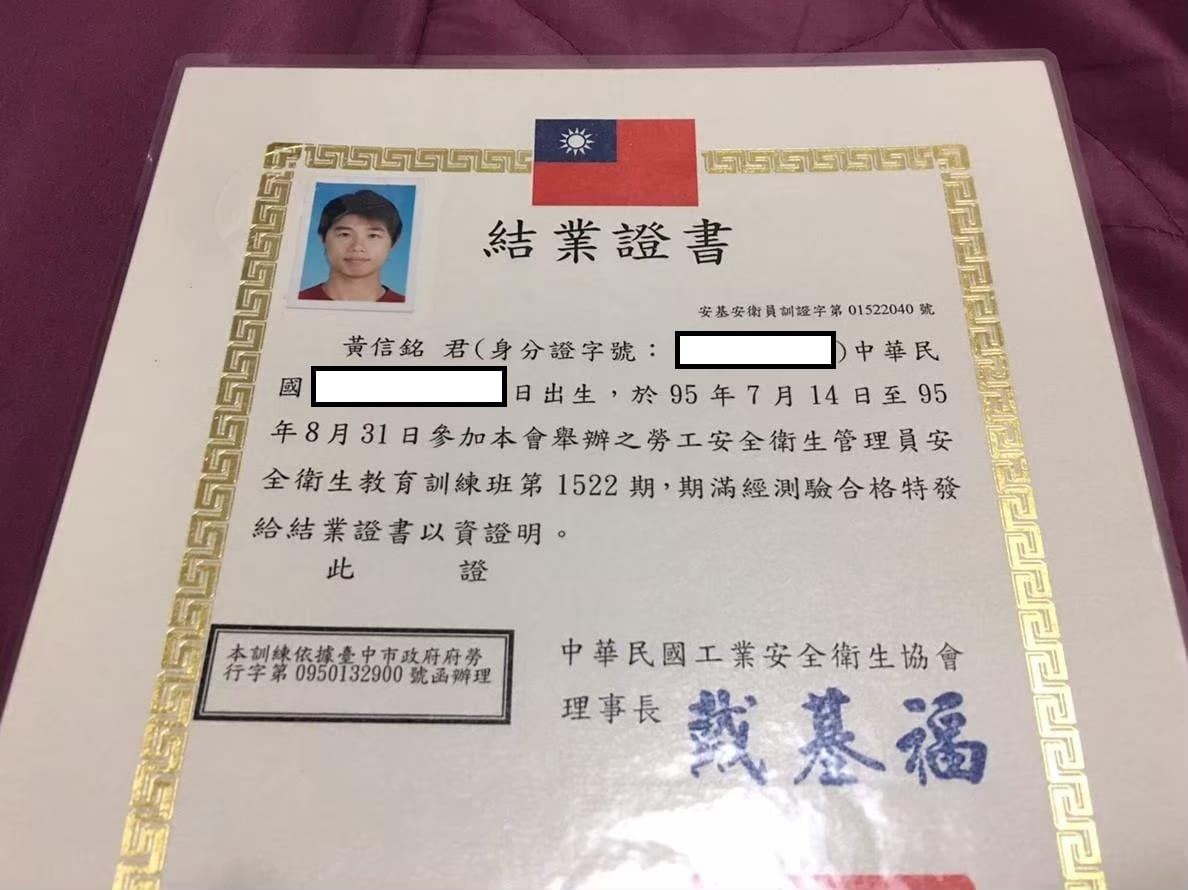 結業證書
安基安衛員訓證字第 01522040 號
黃信銘 君(身分證字號： )中華民
國 日出生，於 95 年 7 月 14 日至 95
年 8 月 31 日參加本會舉辦之勞工安全衛生管理員安
全衛生教育訓練班第 1522 期，期滿經測驗合格特發
給結業證書以資證明。
此 證
本訓練依據臺中市政府府勞
行字第 0950132900 號函辦理
中華民國工業安全衛生協會
理事長 戴基福